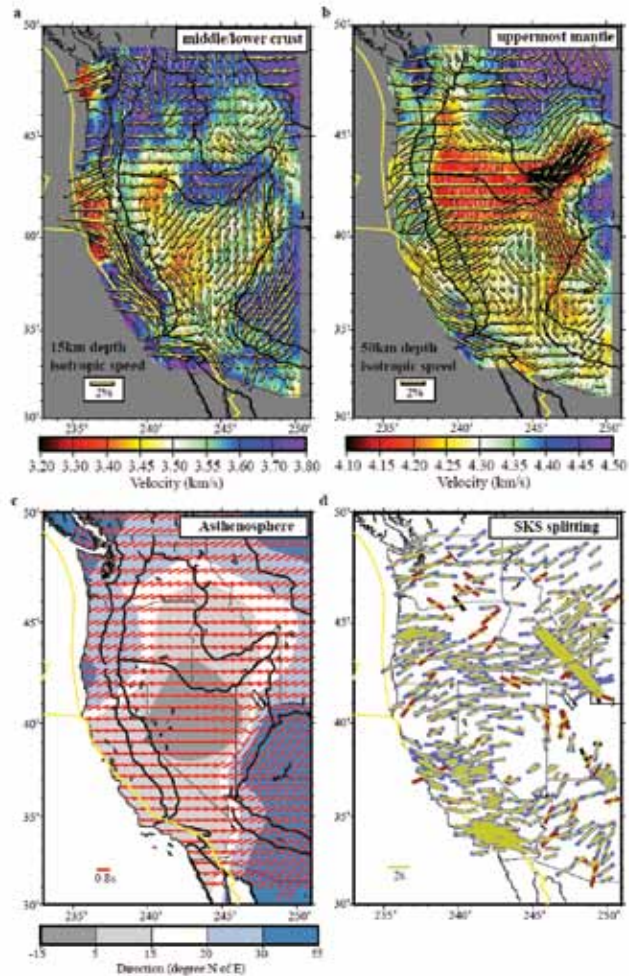 a
middle/lower crust
50˚
45˚
40˚
35˚
30˚
15km depth
isotropic speed
2%
235˚ 240˚ 245˚ 250˚
3.20 3.30 3.40 3.45 3.50 3.55 3.60 3.70 3.80
Velocity (km/s)
b
uppermost mantle
50˚
45˚
40˚
35˚
30˚
50km depth
isotropic speed
2%
235˚ 240˚ 245˚ 250˚
4.10 4.15 4.20 4.25 4.30 4.35 4.40 4.45 4.50
Velocity (km/s)
c
Asthenosphere
50˚
45˚
40˚
35˚
30˚
0.8s
235˚ 240˚ 245˚ 250˚
-15 5 15 20 30 55
Direction (degree N of E)
d
SKS splitting
50˚
45˚
40˚
35˚
30˚
2s
235˚ 240˚ 245˚ 250˚